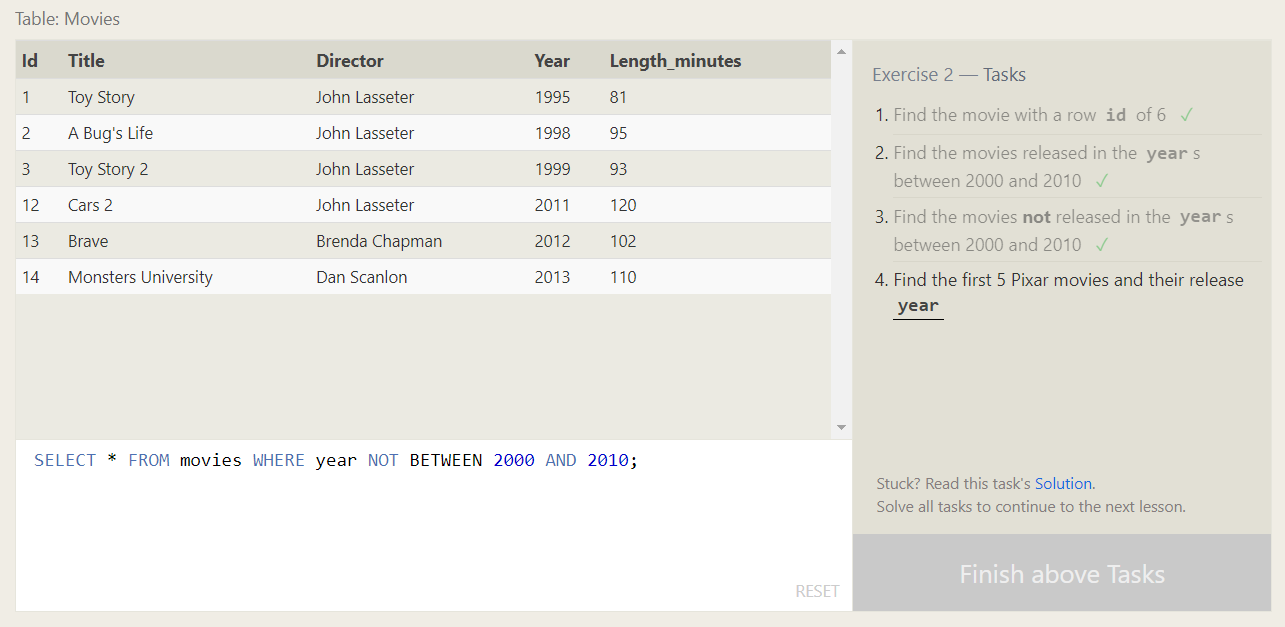 Table: Movies
Id Title Director Year Length_minutes
1 Toy Story John Lasseter 1995 81
2 A Bug's Life John Lasseter 1998 95
3 Toy Story 2 John Lasseter 1999 93
12 Cars 2 John Lasseter 2011 120
13 Brave Brenda Chapman 2012 102
14 Monsters University Dan Scanlon 2013 110
SELECT * FROM movies WHERE year NOT BETWEEN 2000 AND 2010;
RESET
Exercise 2 — Tasks
1. Find the movie with a row id of 6 ✓
2. Find the movies released in the year s
between 2000 and 2010 ✓
3. Find the movies not released in the year s
between 2000 and 2010 ✓
4. Find the first 5 Pixar movies and their release
year
Stuck? Read this task's Solution.
Solve all tasks to continue to the next lesson.
Finish above Tasks